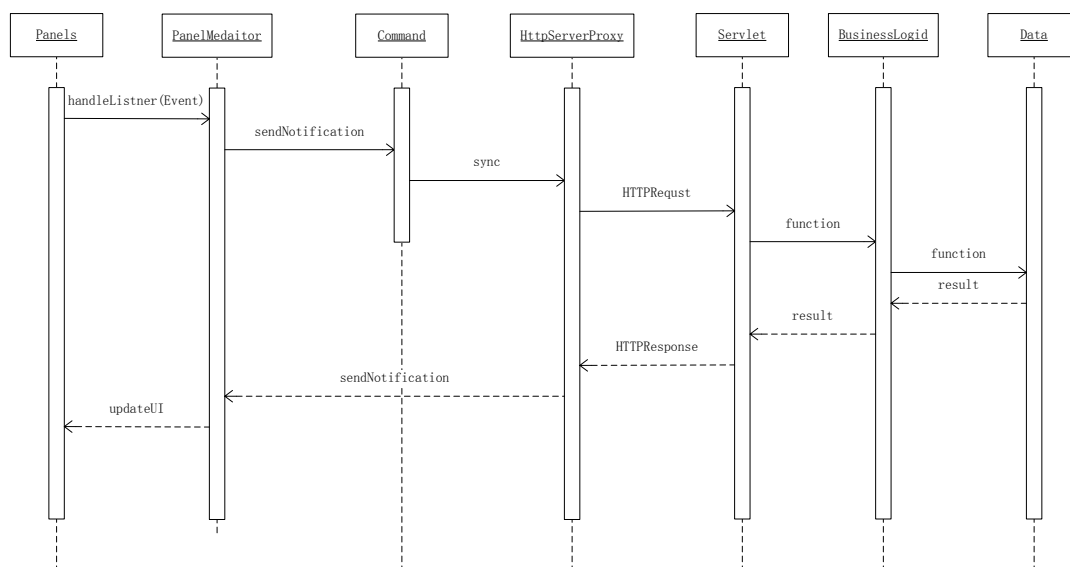 Panels
PanelMedaitor
Command
HttpServerProxy
Servlet
BusinessLogid
Data
handleListner(Event)
sendNotification
sync
HTTPRequst
function
function
result
result
HTTPResponse
sendNotification
updateUI